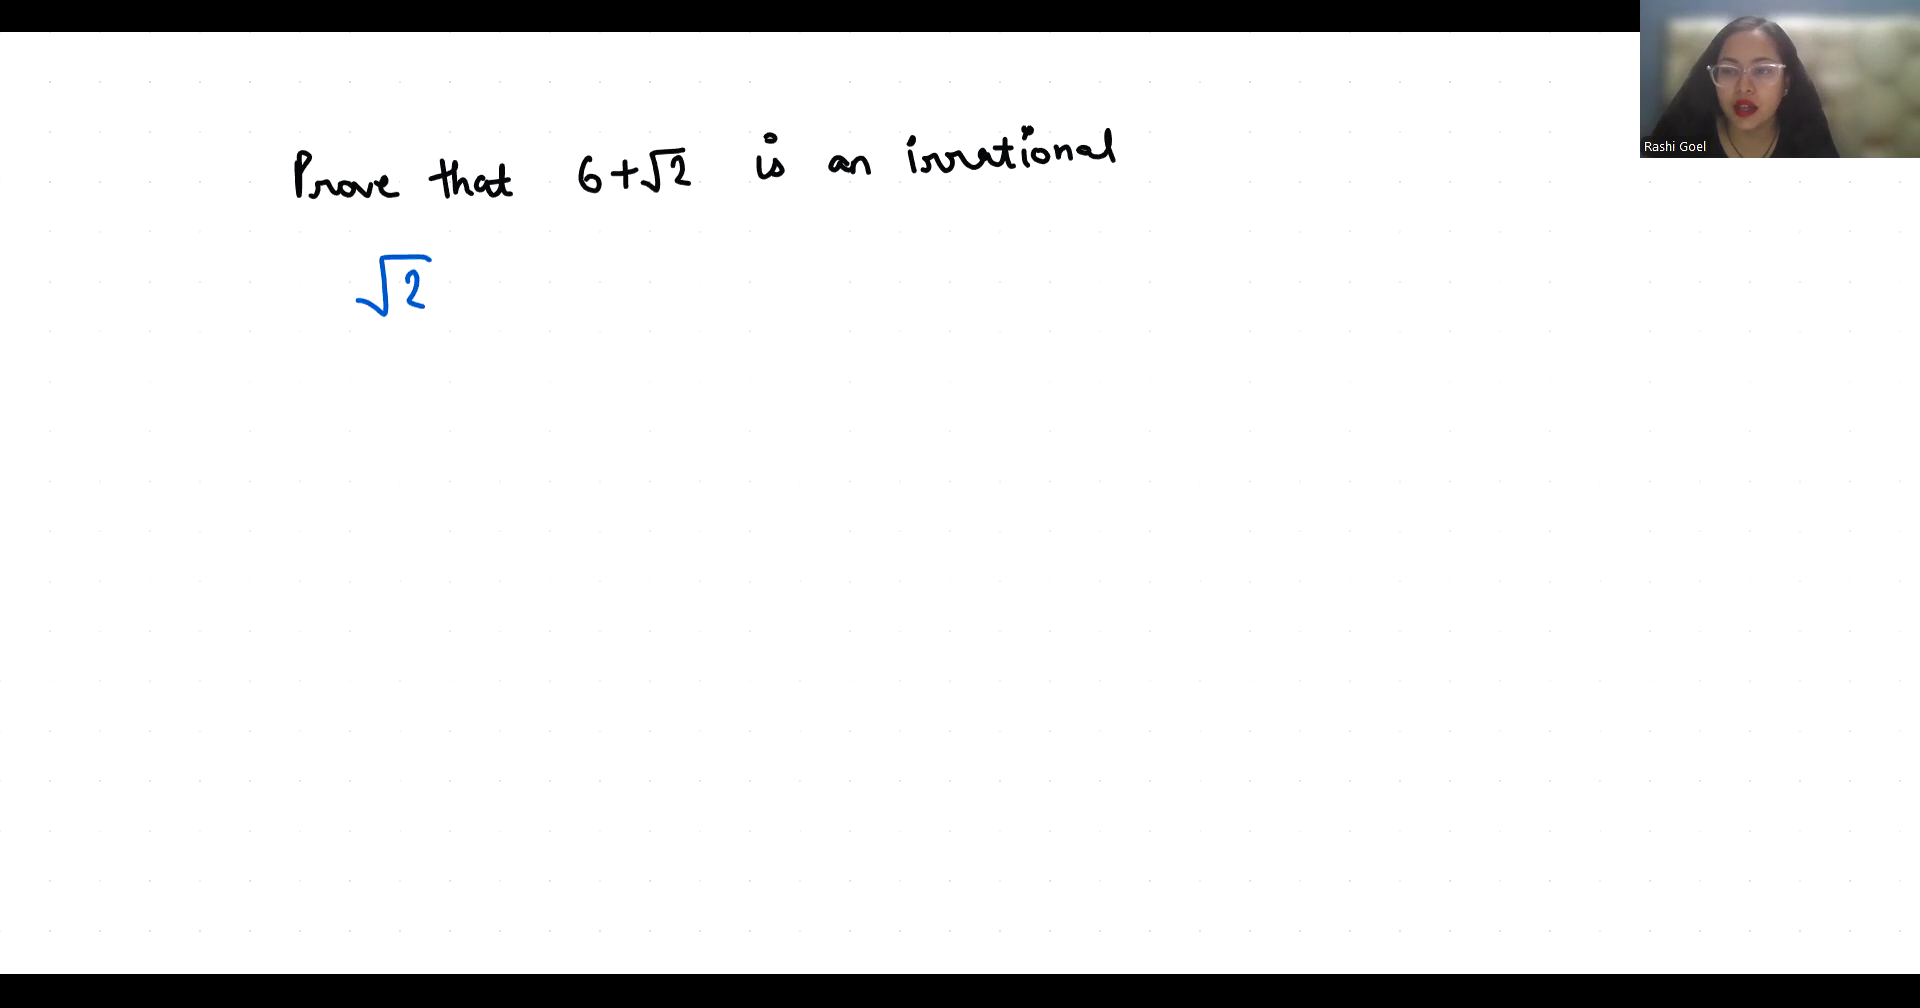 Rashi Goel
Prove that 6+√2 is an irrational
√2